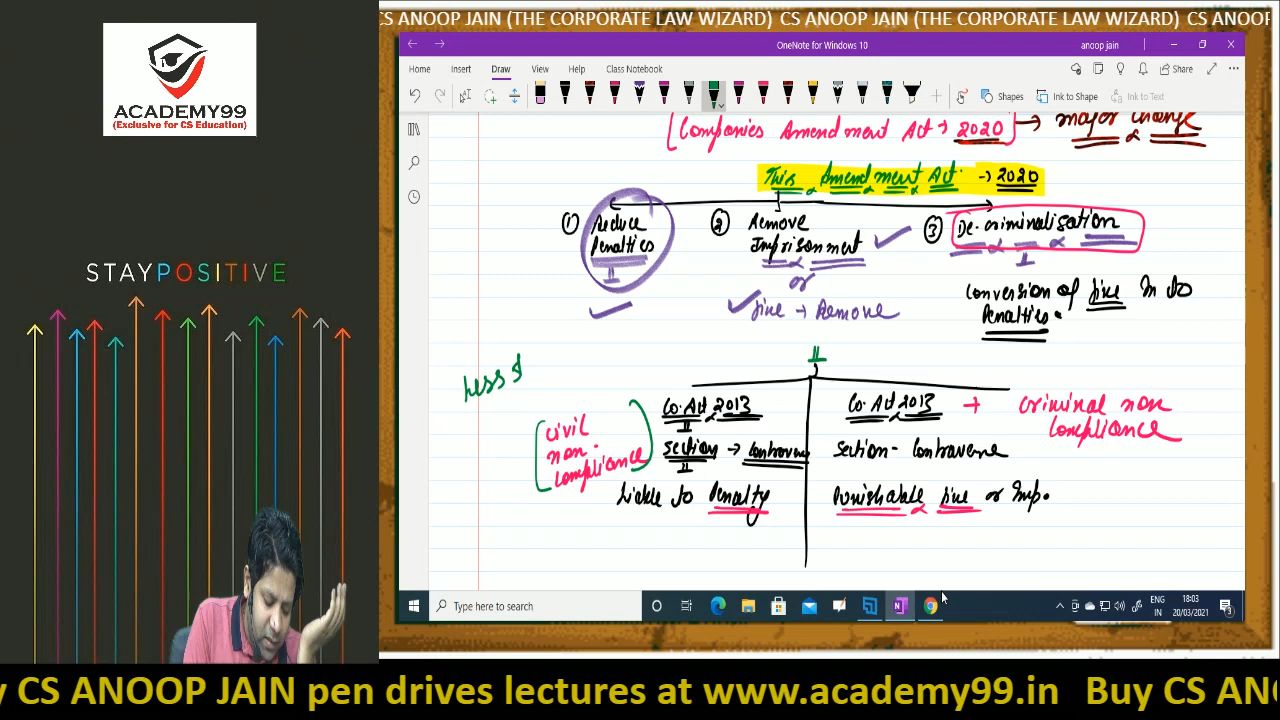 CS ANOOP JAIN (THE CORPORATE LAW WIZARD) CS ANOOP JAIN (THE CORPORATE LAW WIZARD) CS ANOOP
ACADEMY99
(Exclusive for CS Education)
STAYPOSITIVE
OneNote for Windows 10
anoop jain
Home Insert Draw View Help Class Notebook
Share
Shapes Ink to Shape Ink to Text
[Companies Amendment Act → 2020] → major change
This Amendment Act → 2020
① Reduce Penalties
② Remove Imprisonment
or
fine → Remove
③ De-criminalisation
Conversion of fine In to
Penalties.
Less
civil
non-
compliance
Co. Act 2013
Section → Contravene
Liable to Penalty
Co. Act 2013 → Criminal non
Compliance
Section - Contravene
Punishable fine or Imp.
Type here to search
ENG
IN
18:03
20/03/2021
3
y CS ANOOP JAIN pen drives lectures at www.academy99.in Buy CS AN